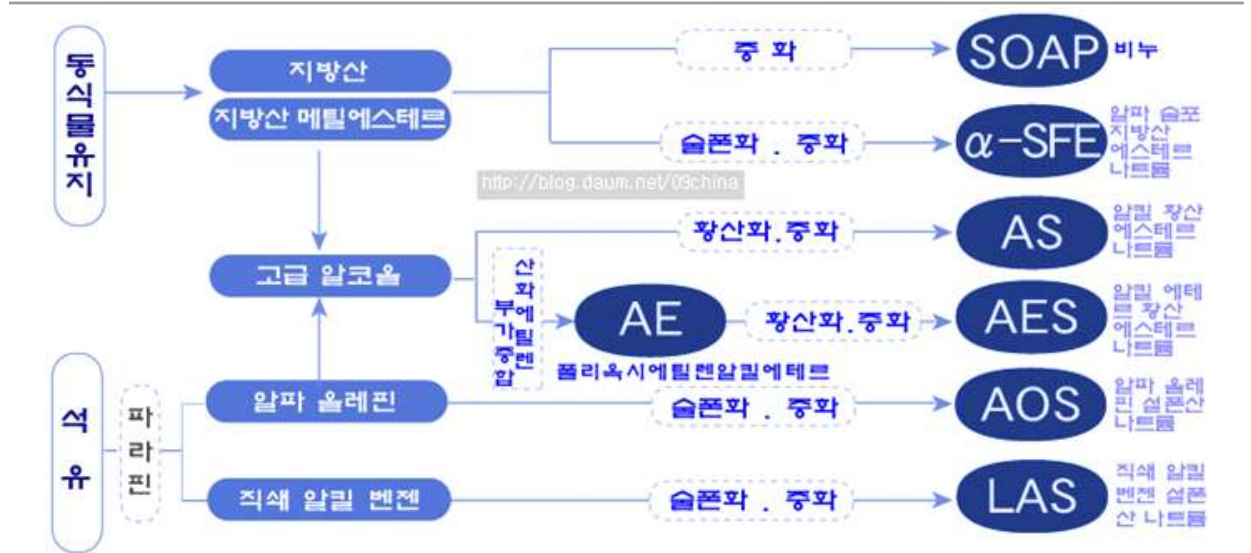 동식물유지
지방산
지방산 메틸에스테르
중 화
SOAP 비누
술폰화 . 중화
α-SFE
알파 술포
지방산
에스테르
나트륨
http://blog.daum.net/09china
고급 알코올
황산화.중화
AS
알킬 황산
에스테르
나트륨
산화에틸렌
부가중합
AE
폴리옥시에틸렌알킬에테르
황산화.중화
AES
알킬 에테
르 황산
에스테르
나트륨
석유
파라핀
알파 올레핀
술폰화 . 중화
AOS
알파 올레
핀 설폰산
나트륨
직쇄 알킬 벤젠
술폰화 . 중화
LAS
직쇄 알킬
벤젠 설폰
산 나트륨